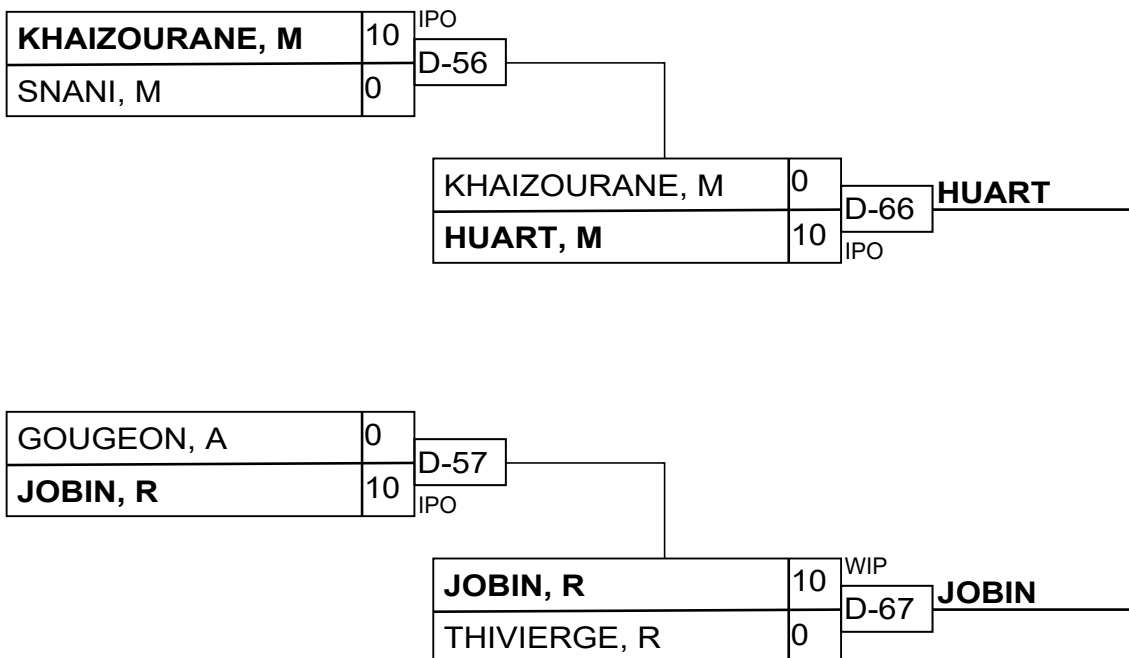 KHAIZOURANE, M 10 IPO
D-56
SNANI, M 0
KHAIZOURANE, M 0
D-66 HUART
HUART, M 10 IPO
GOUGEON, A 0
D-57
JOBIN, R 10 IPO
JOBIN, R 10 WIP
D-67 JOBIN
THIVIERGE, R 0